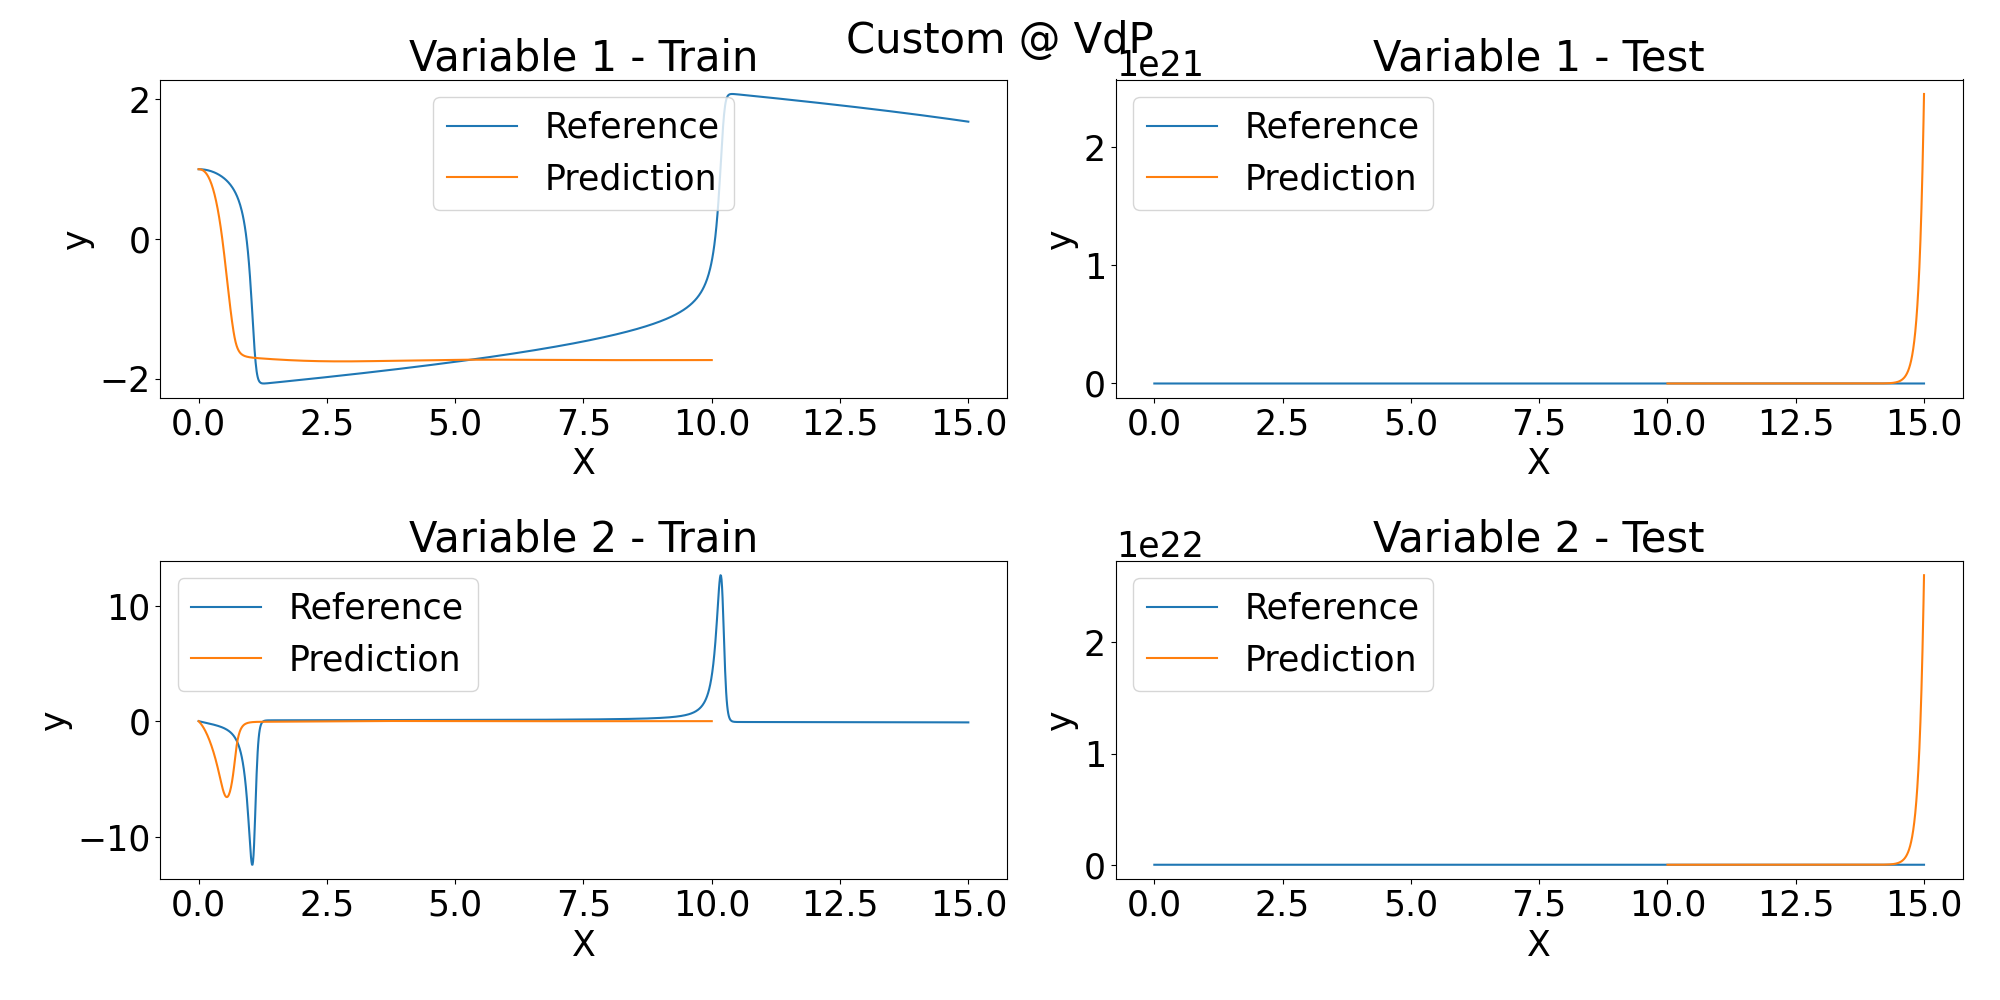 Custom @ VdP
Variable 1 - Train
2
0
−2
y
Reference
Prediction
0.0 2.5 5.0 7.5 10.0 12.5 15.0
X
Variable 1 - Test
1e21
2
1
0
y
Reference
Prediction
0.0 2.5 5.0 7.5 10.0 12.5 15.0
X
Variable 2 - Train
10
0
−10
y
Reference
Prediction
0.0 2.5 5.0 7.5 10.0 12.5 15.0
X
Variable 2 - Test
1e22
2
1
0
y
Reference
Prediction
0.0 2.5 5.0 7.5 10.0 12.5 15.0
X